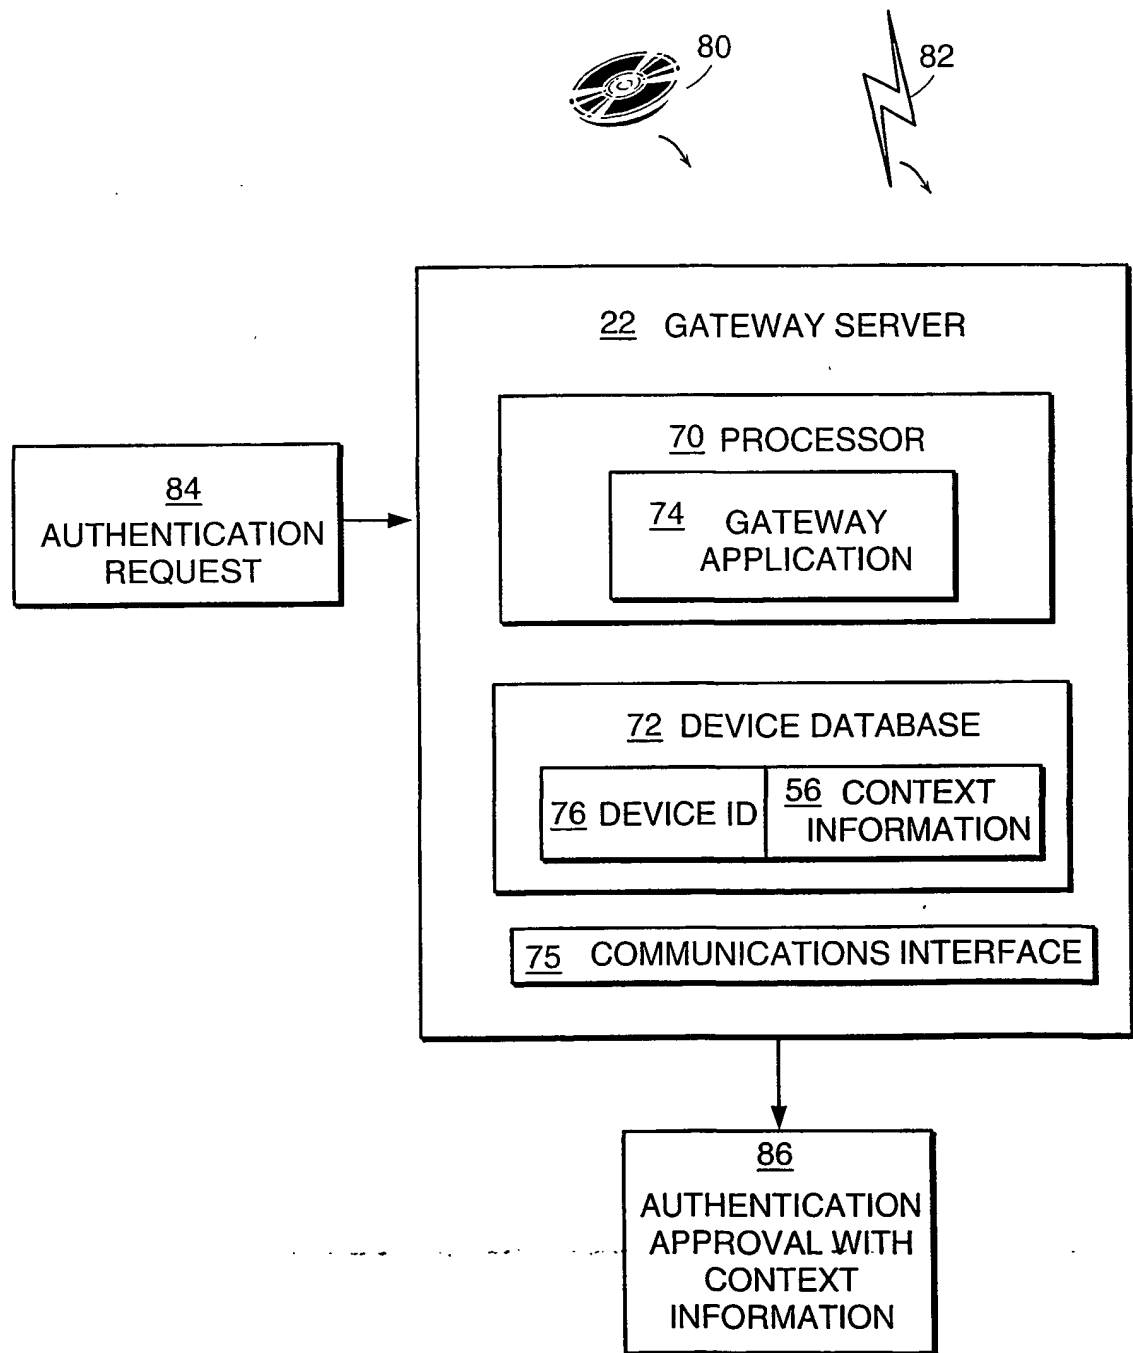 80
82
22 GATEWAY SERVER
70 PROCESSOR
74 GATEWAY
APPLICATION
84
AUTHENTICATION
REQUEST
72 DEVICE DATABASE
76 DEVICE ID
56 CONTEXT
INFORMATION
75 COMMUNICATIONS INTERFACE
86
AUTHENTICATION
APPROVAL WITH
CONTEXT
INFORMATION